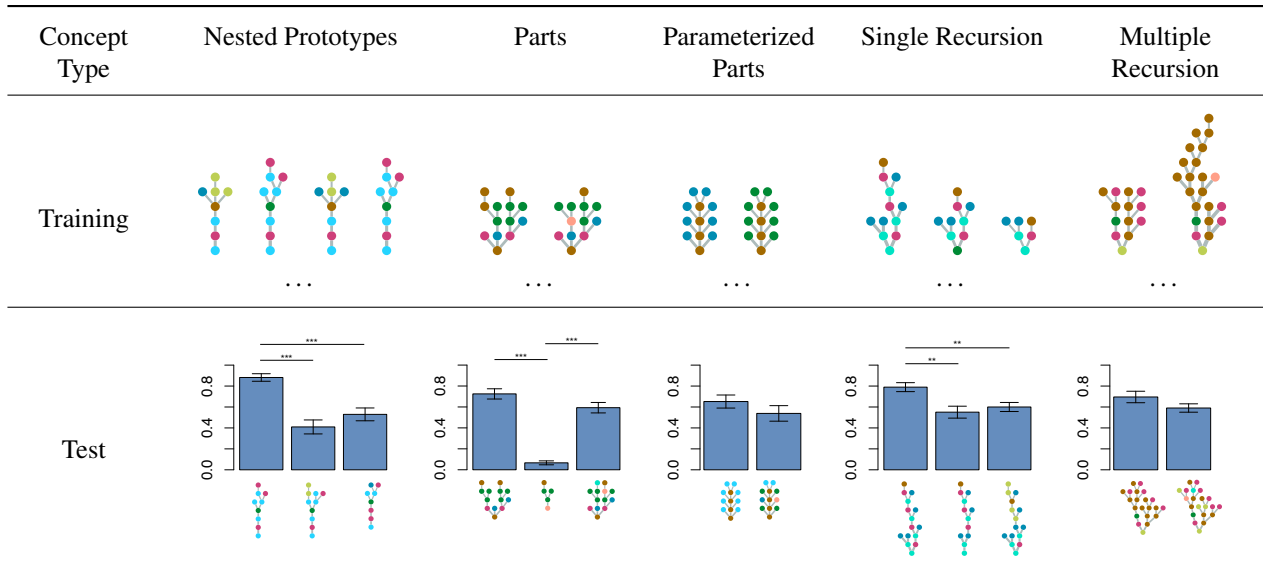 Concept Type
Nested Prototypes
Parts
Parameterized Parts
Single Recursion
Multiple Recursion
Training
...
...
...
...
...
Test
***
***
0.0 0.4 0.8
***
***
0.0 0.4 0.8
0.0 0.4 0.8
**
**
0.0 0.4 0.8
0.0 0.4 0.8